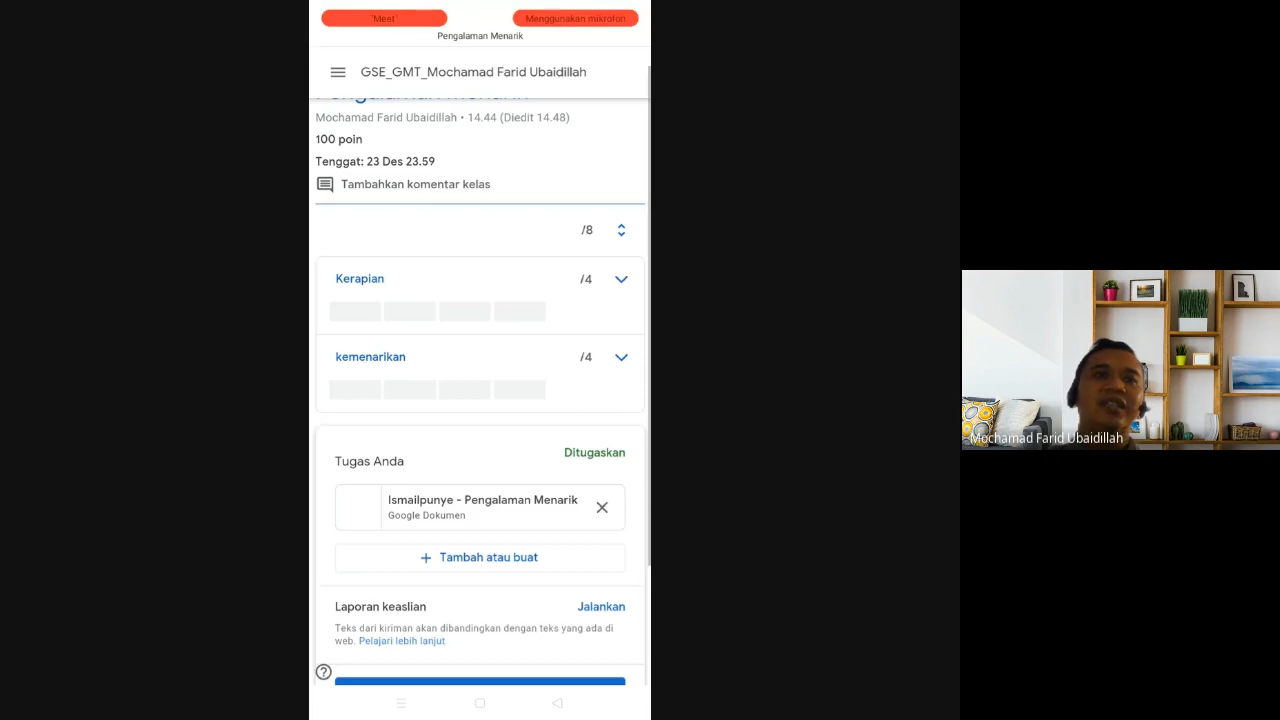 'Meet'
Menggunakan mikrofon
Pengalaman Menarik
GSE_GMT_Mochamad Farid Ubaidillah
Mochamad Farid Ubaidillah • 14.44 (Diedit 14.48)
100 poin
Tenggat: 23 Des 23.59
Tambahkan komentar kelas
/8
Kerapian
/4
kemenarikan
/4
Ditugaskan
Tugas Anda
Ismailpunye - Pengalaman Menarik
Google Dokumen
+ Tambah atau buat
Laporan keaslian
Jalankan
Teks dari kiriman akan dibandingkan dengan teks yang ada di
web. Pelajari lebih lanjut
Mochamad Farid Ubaidillah